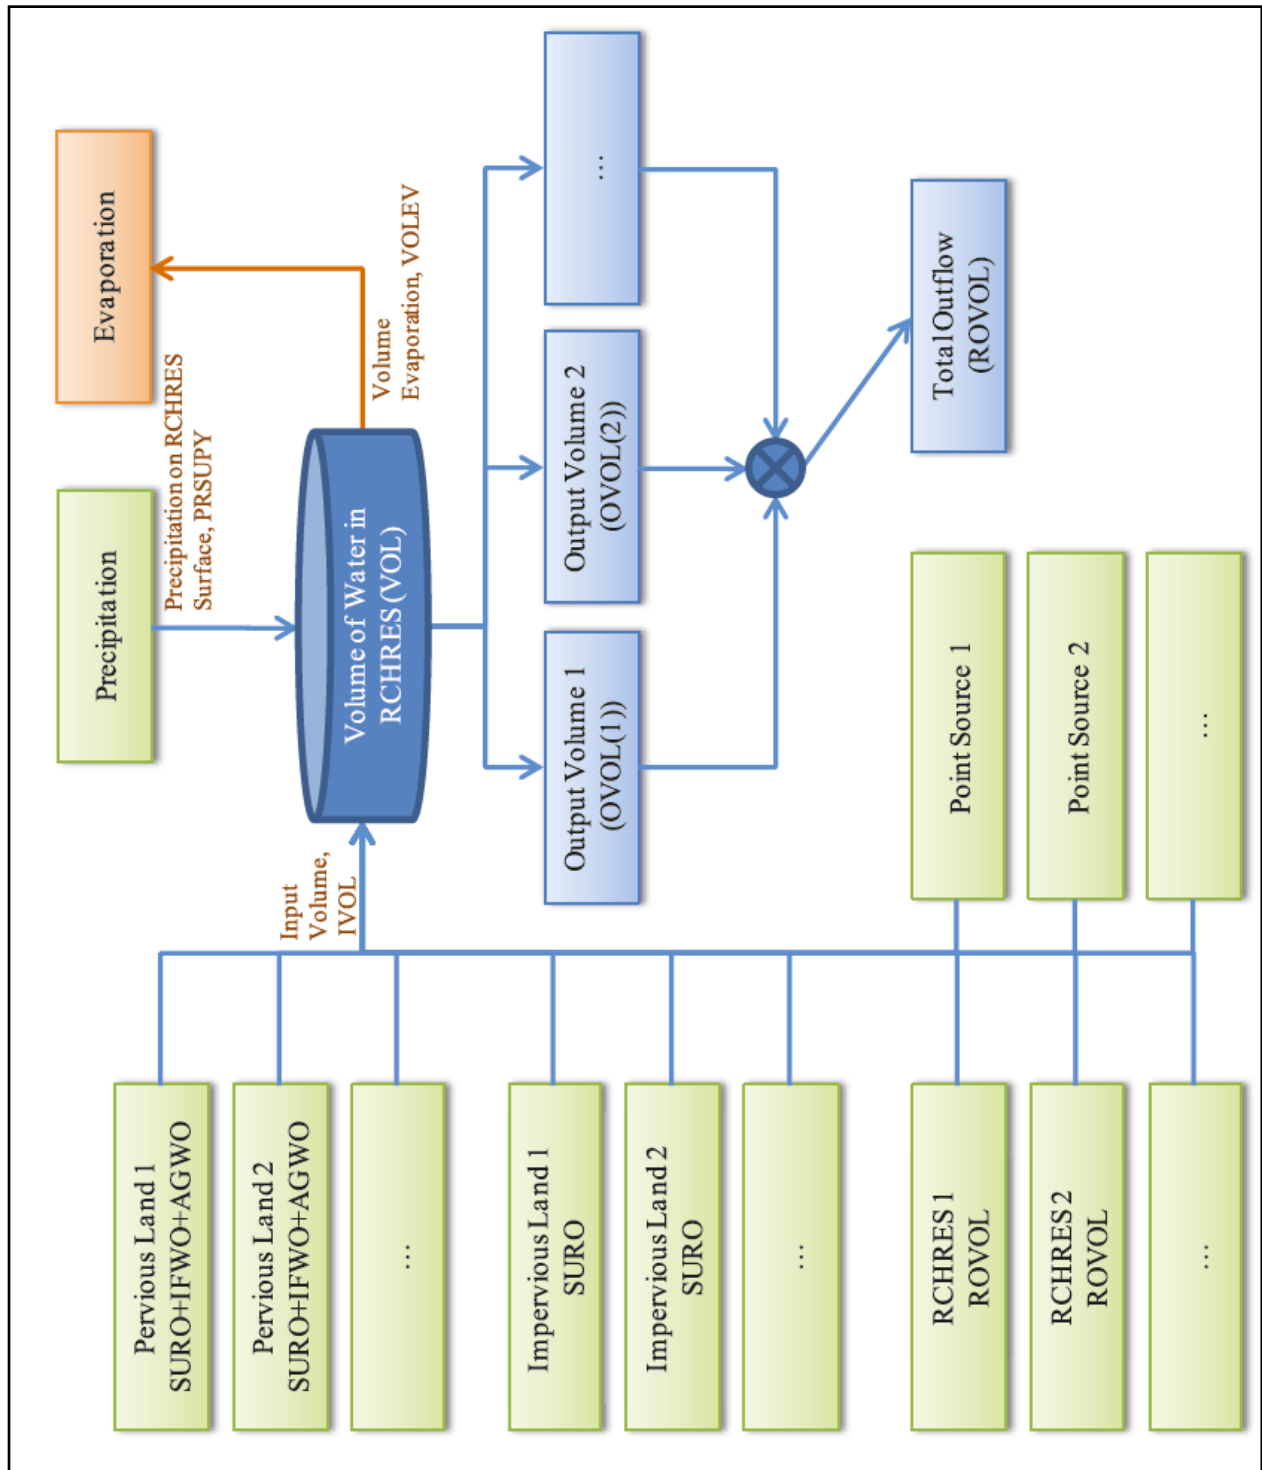 Pervious Land 1
SURO+IFWO+AGWO
Pervious Land 2
SURO+IFWO+AGWO
...
Impervious Land 1
SURO
Impervious Land 2
SURO
...
RCHRES 1
ROVOL
RCHRES 2
ROVOL
...
Input
Volume,
IVOL
Point Source 1
Point Source 2
...
Precipitation
Precipitation on RCHRES
Surface, PRSUPY
Volume of Water in
RCHRES (VOL)
Evaporation
Volume
Evaporation, VOLEV
Output Volume 1
(OVOL(1))
Output Volume 2
(OVOL(2))
...
Total Outflow
(ROVOL)